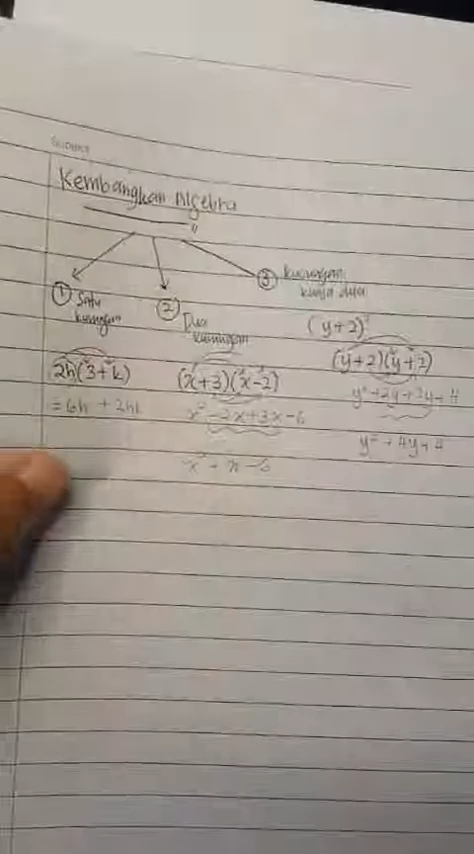 Kembangkan Algebra
① Satu
kurungan
2h(3+k)
= 6h + 2hk
② Dua
kurungan
(x+3)(x-2)
x² -2x+3x-6
x² + x -6
③ kurungan
kuasa dua
(y+2)²
(y+2)(y+2)
y² +2y+2y+4
y² + 4y + 4